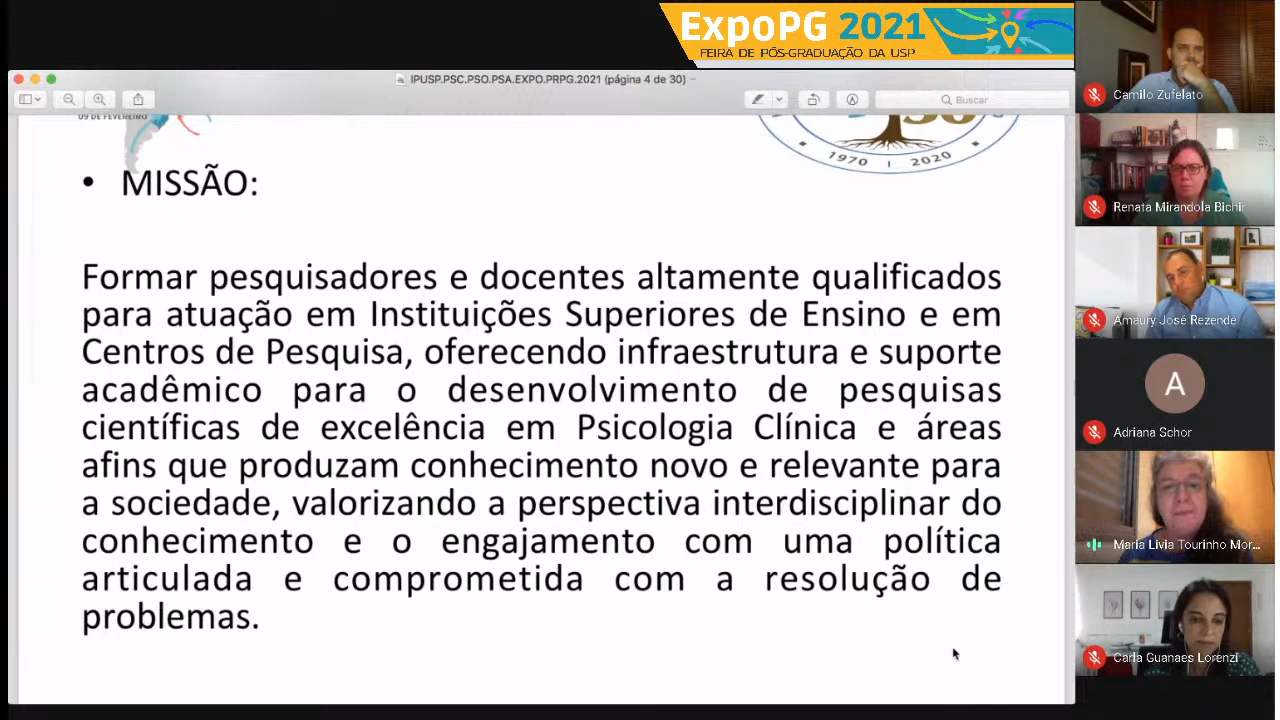 ExpoPG 2021
FEIRA DE PÓS-GRADUAÇÃO DA USP
IPUSP.PSC.PSO.PSA.EXPO.PRPG.2021 (página 4 de 30)
Buscar
09 DE FEVEREIRO
1970 | 2020
• MISSÃO:
Formar pesquisadores e docentes altamente qualificados
para atuação em Instituições Superiores de Ensino e em
Centros de Pesquisa, oferecendo infraestrutura e suporte
acadêmico para o desenvolvimento de pesquisas
científicas de excelência em Psicologia Clínica e áreas
afins que produzam conhecimento novo e relevante para
a sociedade, valorizando a perspectiva interdisciplinar do
conhecimento e o engajamento com uma política
articulada e comprometida com a resolução de
problemas.
Camilo Zufelato
Renata Mirandola Bichir
Amaury José Rezende
A
Adriana Schor
Maria Livia Tourinho Mor...
Carla Guanaes Lorenzi